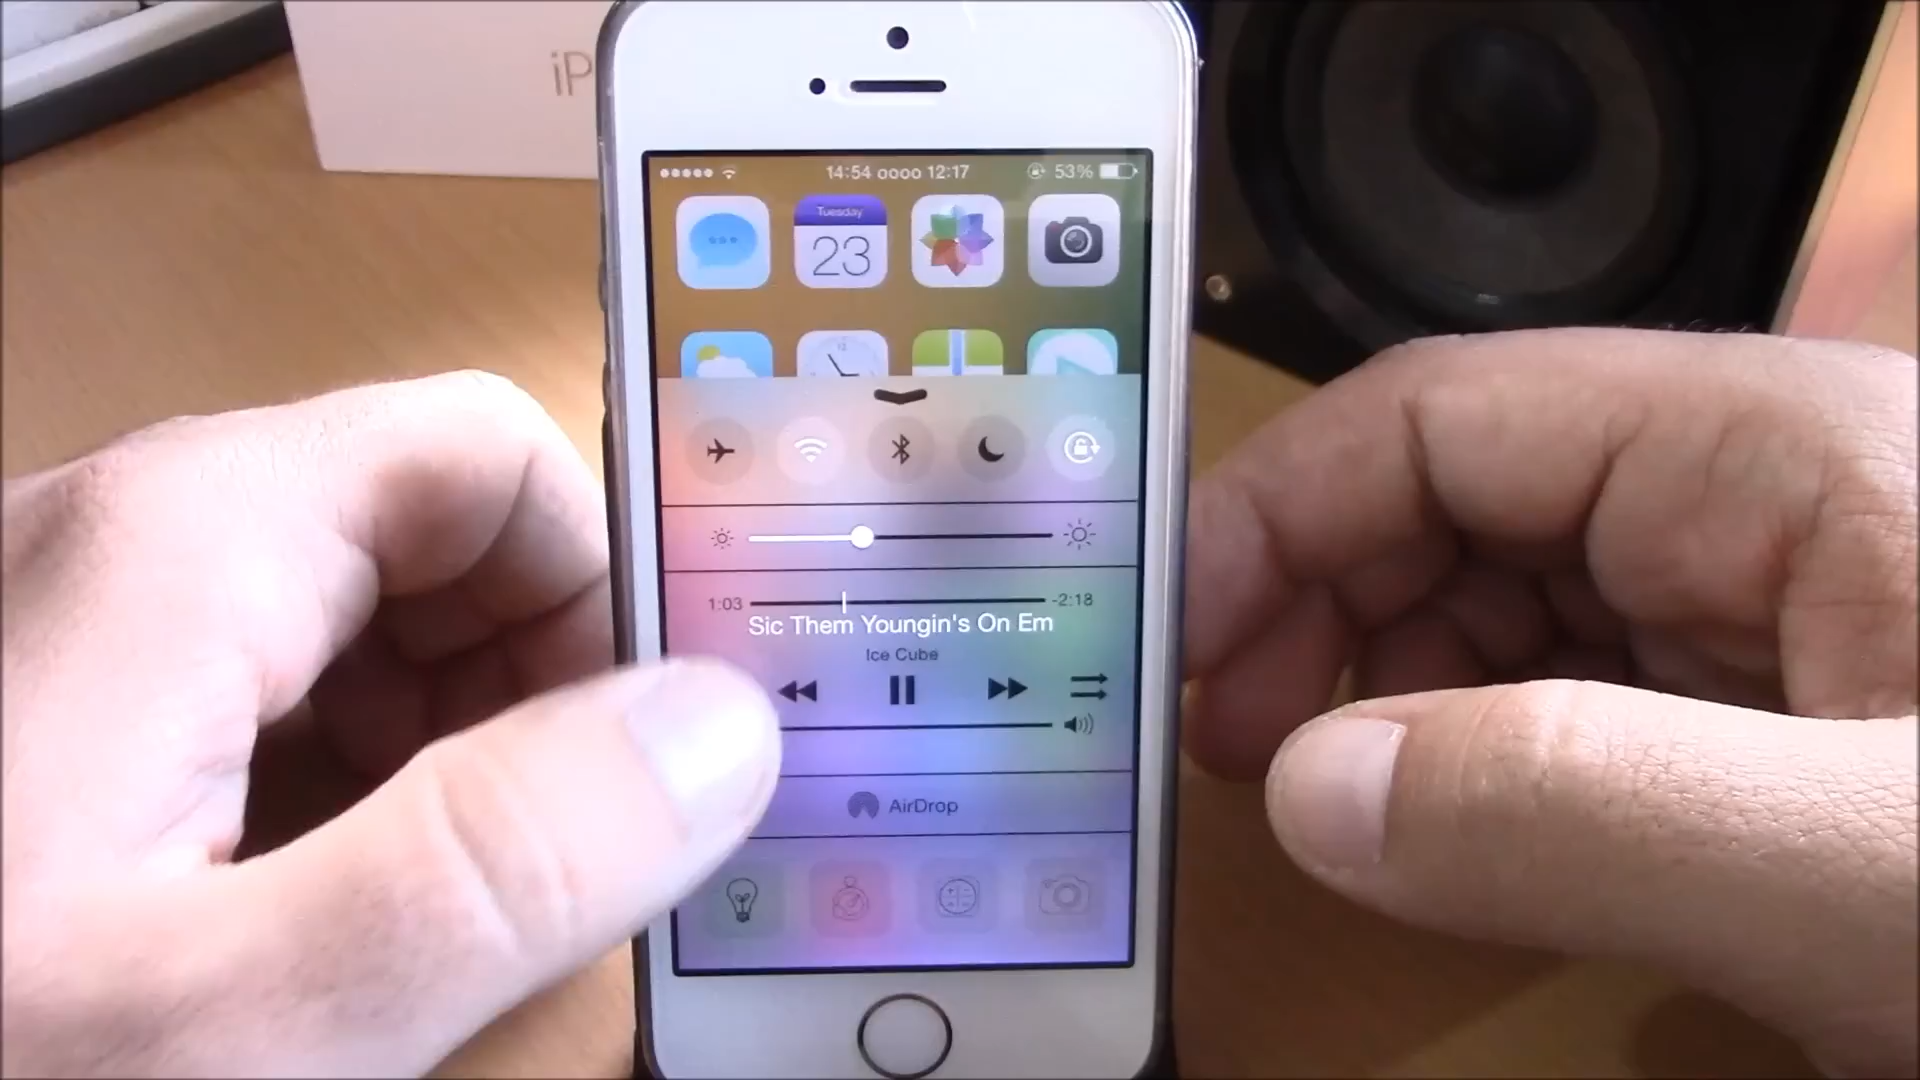 iP
14:54 oooo 12:17 53%
Tuesday
23
1:03 -2:18
Sic Them Youngin's On Em
Ice Cube
AirDrop